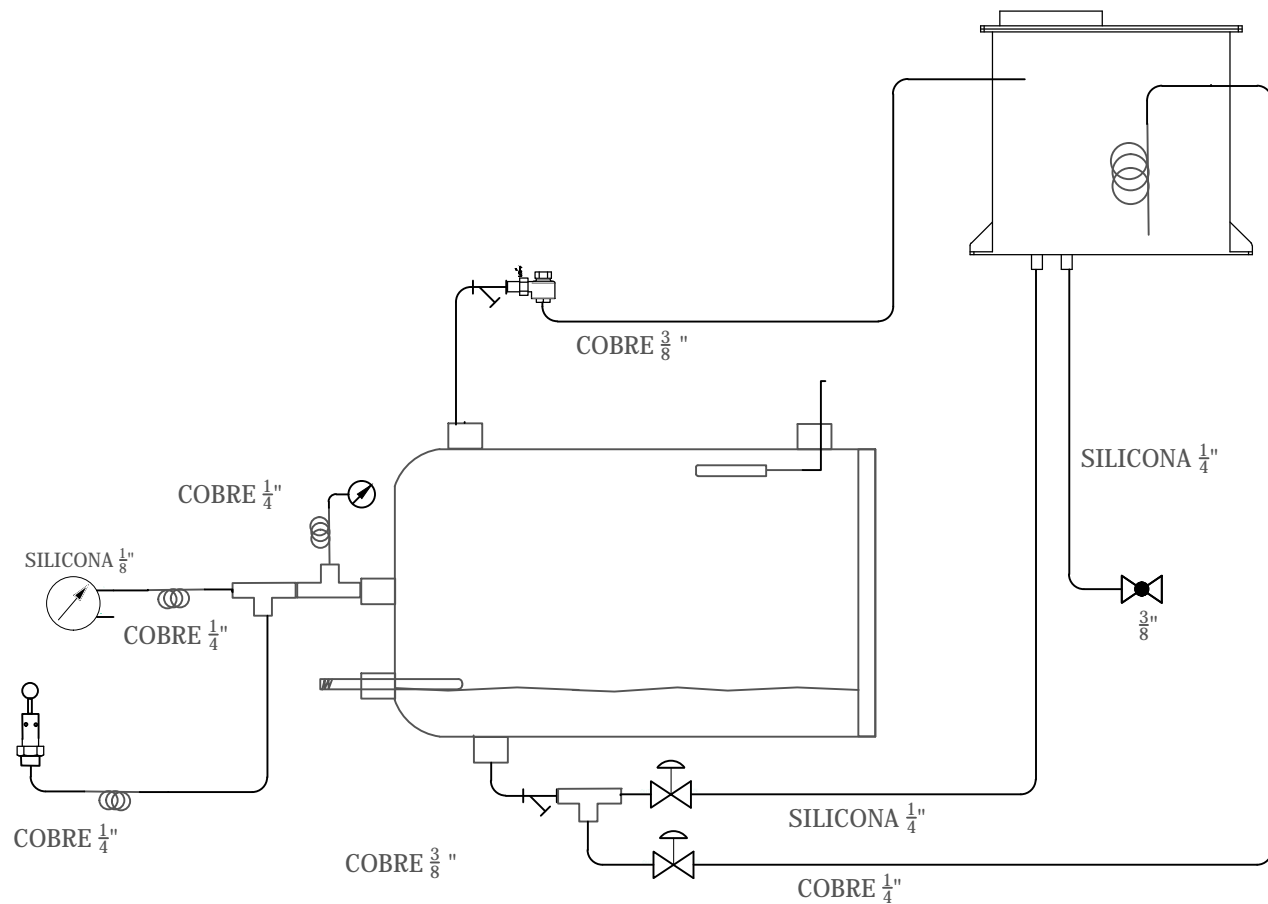 COBRE 3/8 "
SILICONA 1/4"
COBRE 1/4"
SILICONA 1/8"
COBRE 1/4"
3/8"
SILICONA 1/4"
COBRE 1/4"
COBRE 3/8 "
COBRE 1/4"